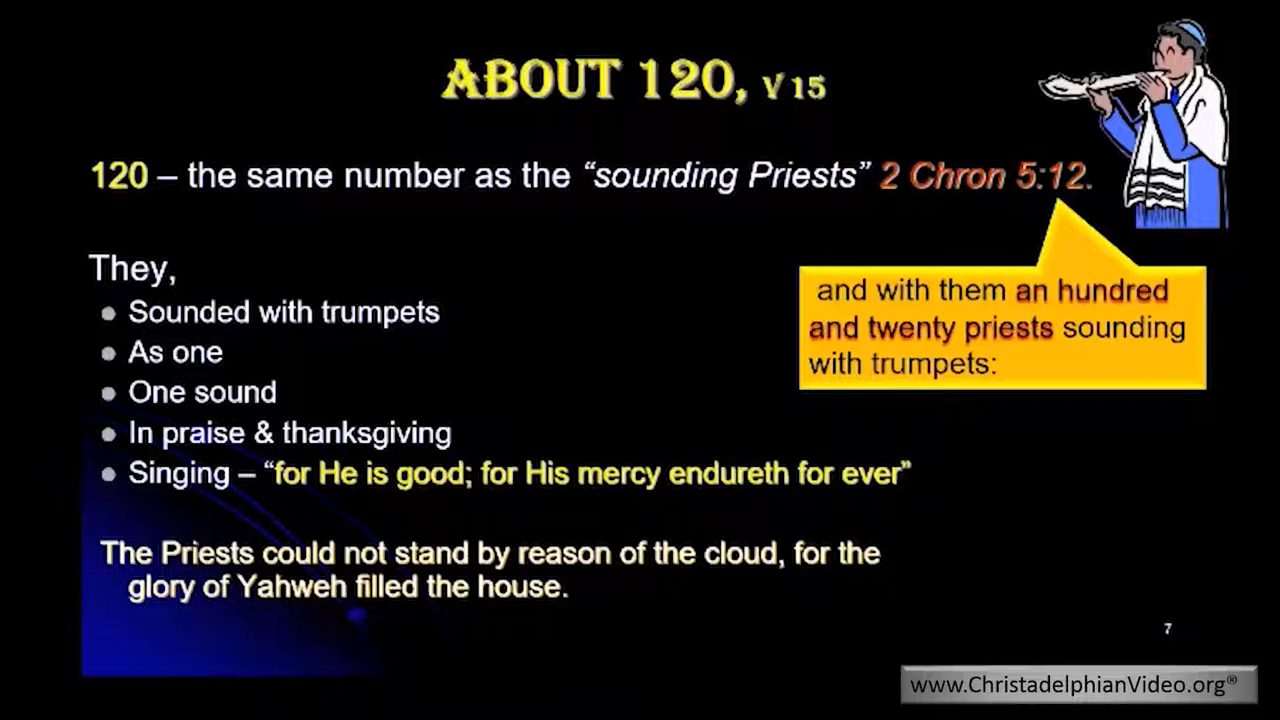 ABOUT 120, V 15
120 – the same number as the “sounding Priests” 2 Chron 5:12.
and with them an hundred
and twenty priests sounding
with trumpets:
They,
• Sounded with trumpets
• As one
• One sound
• In praise & thanksgiving
• Singing – “for He is good; for His mercy endureth for ever”
The Priests could not stand by reason of the cloud, for the
glory of Yahweh filled the house.
7
www.ChristadelphianVideo.org®